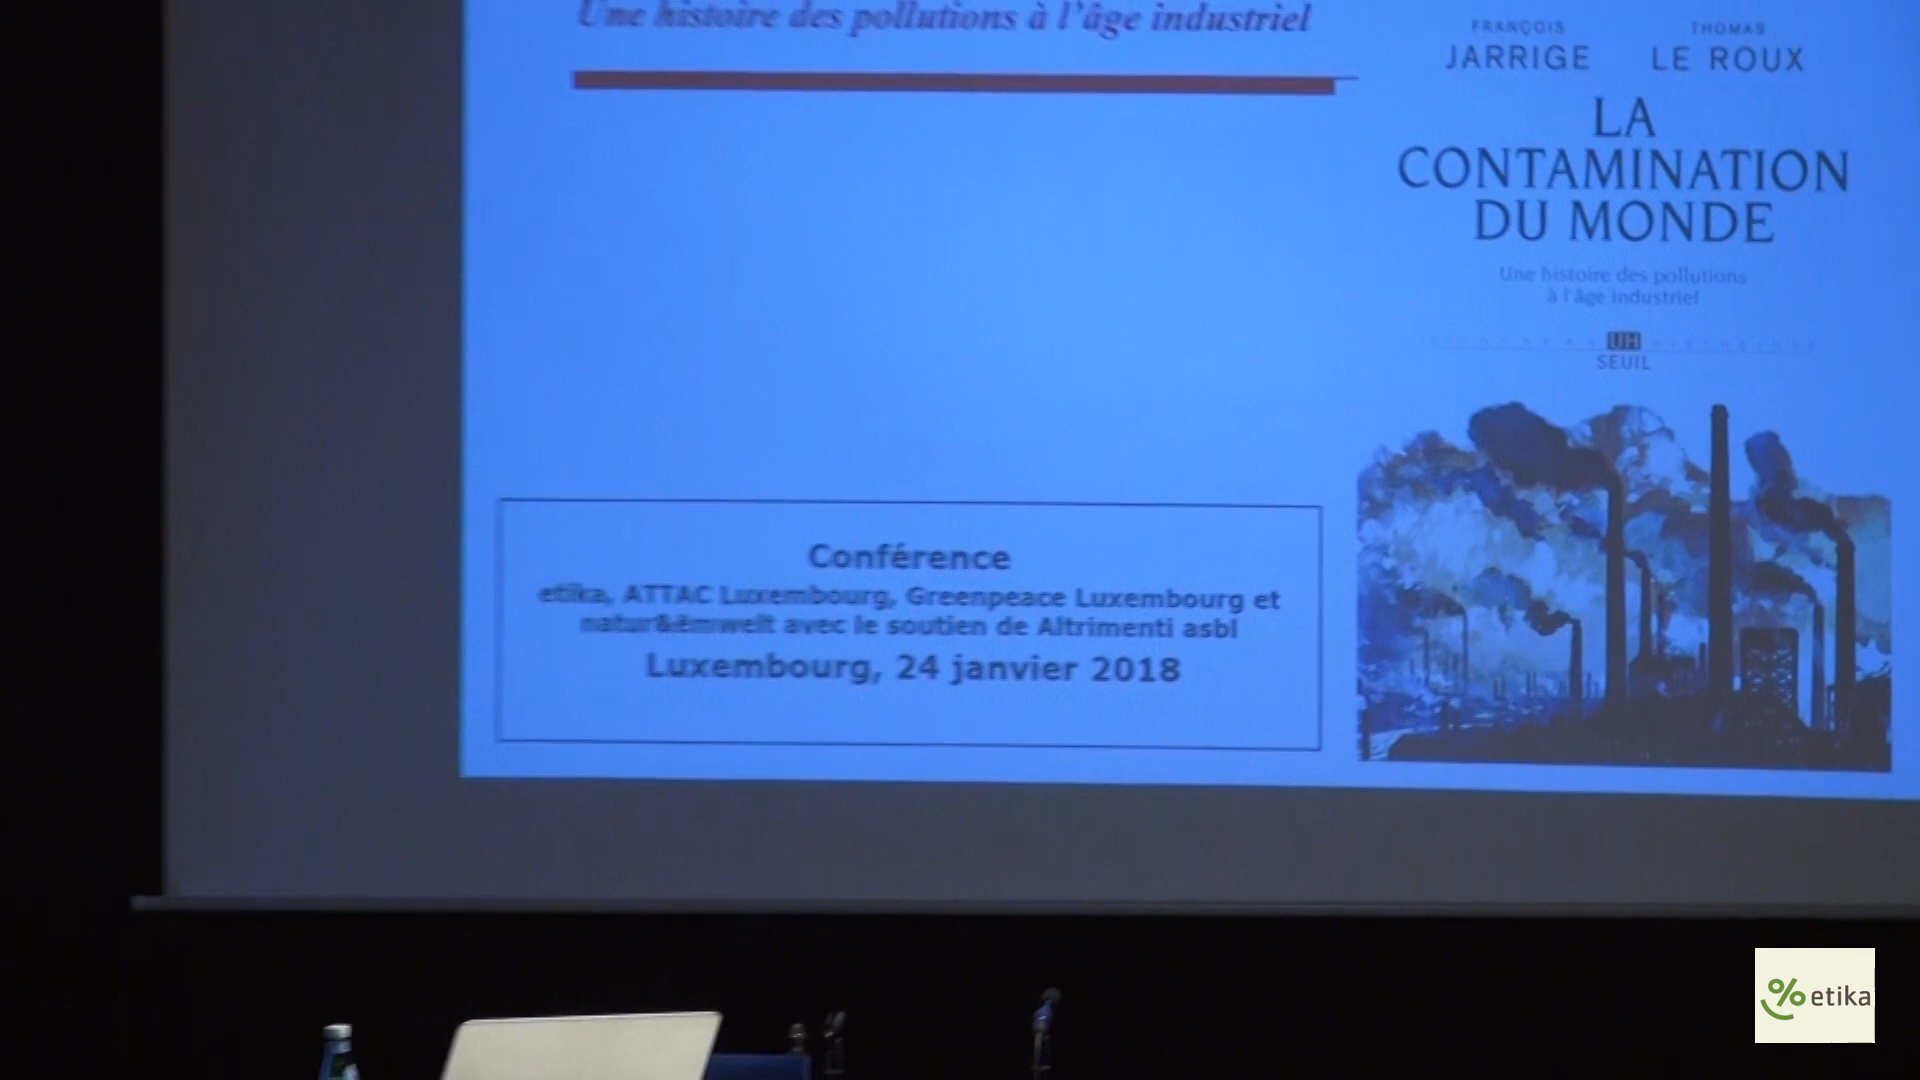 Une histoire des pollutions à l'âge industriel
FRANÇOIS
JARRIGE
THOMAS
LE ROUX
LA
CONTAMINATION
DU MONDE
Une histoire des pollutions
à l'âge industriel
UH
SEUIL
Conférence
etika, ATTAC Luxembourg, Greenpeace Luxembourg et
natur&ëmwelt avec le soutien de Altrimenti asbl
Luxembourg, 24 janvier 2018
% etika